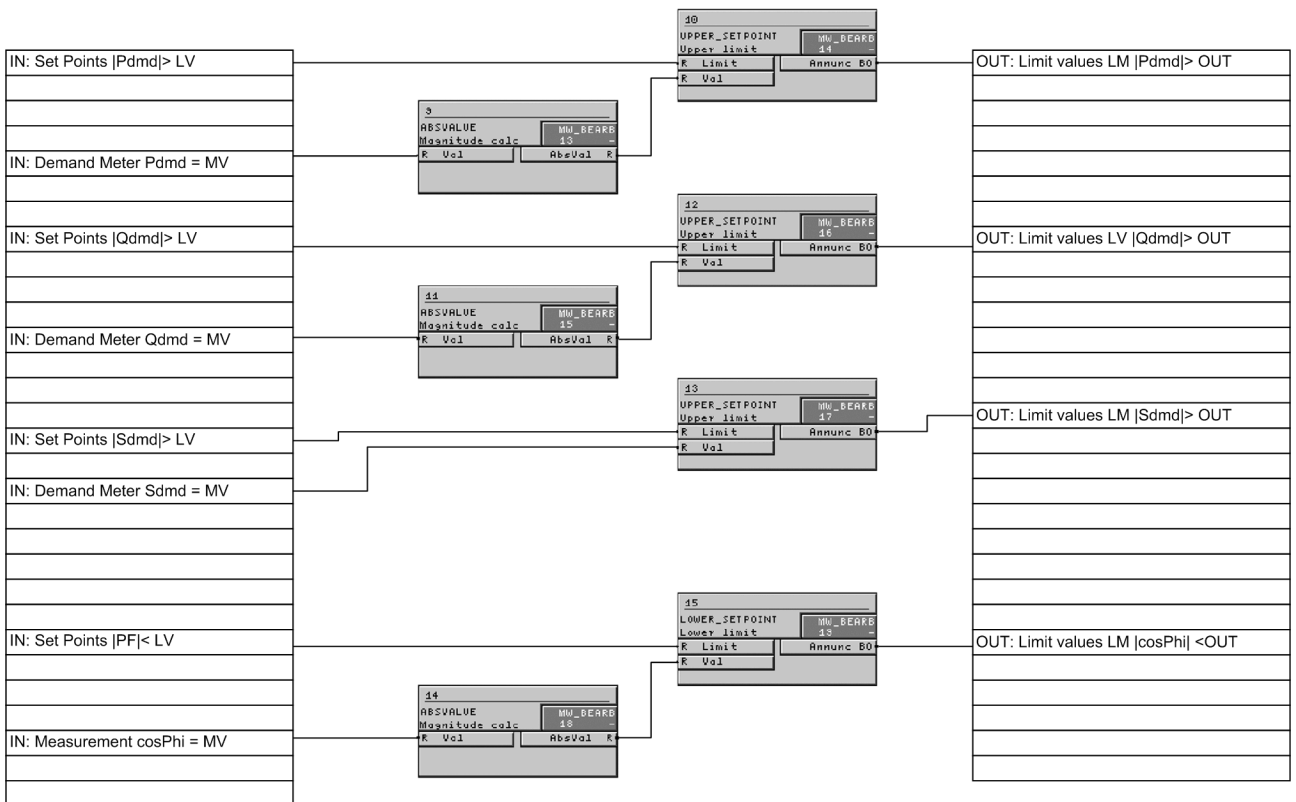 10
UPPER_SETPOINT MW_BEARB
Upper limit 14 -
R Limit Annunc BO
R Val
IN: Set Points |Pdmd|> LV
OUT: Limit values LM |Pdmd|> OUT
9
ABSVALUE MW_BEARB
Magnitude calc 13 -
R Val AbsVal R
IN: Demand Meter Pdmd = MV
12
UPPER_SETPOINT MW_BEARB
Upper limit 16 -
R Limit Annunc BO
R Val
IN: Set Points |Qdmd|> LV
OUT: Limit values LV |Qdmd|> OUT
11
ABSVALUE MW_BEARB
Magnitude calc 15 -
R Val AbsVal R
IN: Demand Meter Qdmd = MV
13
UPPER_SETPOINT MW_BEARB
Upper limit 17 -
R Limit Annunc BO
R Val
OUT: Limit values LM |Sdmd|> OUT
IN: Set Points |Sdmd|> LV
IN: Demand Meter Sdmd = MV
15
LOWER_SETPOINT MW_BEARB
Lower limit 19 -
R Limit Annunc BO
R Val
IN: Set Points |PF|< LV
OUT: Limit values LM |cosPhi| <OUT
14
ABSVALUE MW_BEARB
Magnitude calc 18 -
R Val AbsVal R
IN: Measurement cosPhi = MV